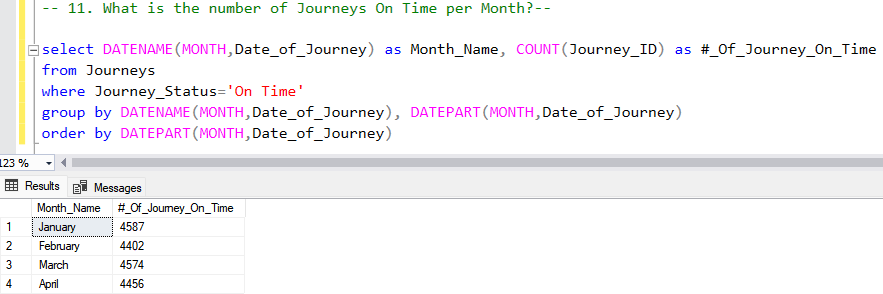 -- 11. What is the number of Journeys On Time per Month?--
select DATENAME(MONTH,Date_of_Journey) as Month_Name, COUNT(Journey_ID) as #_Of_Journey_On_Time
from Journeys
where Journey_Status='On Time'
group by DATENAME(MONTH,Date_of_Journey), DATEPART(MONTH,Date_of_Journey)
order by DATEPART(MONTH,Date_of_Journey)
123 %
Results Messages
Month_Name #_Of_Journey_On_Time
1 January 4587
2 February 4402
3 March 4574
4 April 4456